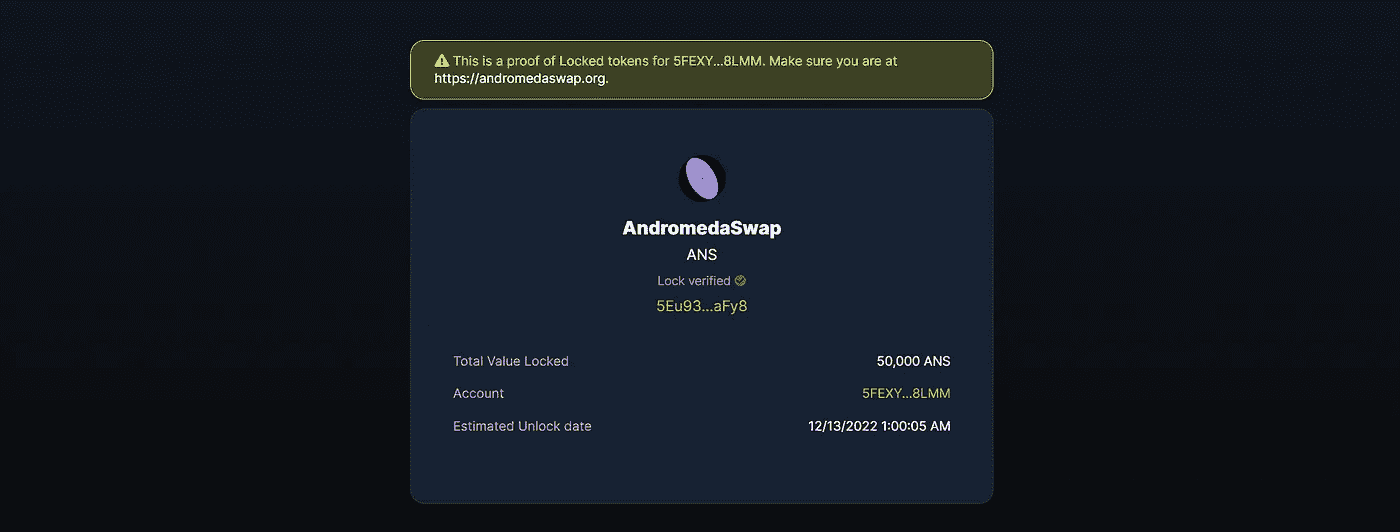 This is a proof of Locked tokens for 5FEXY...8LMM. Make sure you are at
https://andromedaswap.org.
AndromedaSwap
ANS
Lock verified
5Eu93...aFy8
Total Value Locked 50,000 ANS
Account 5FEXY...8LMM
Estimated Unlock date 12/13/2022 1:00:05 AM